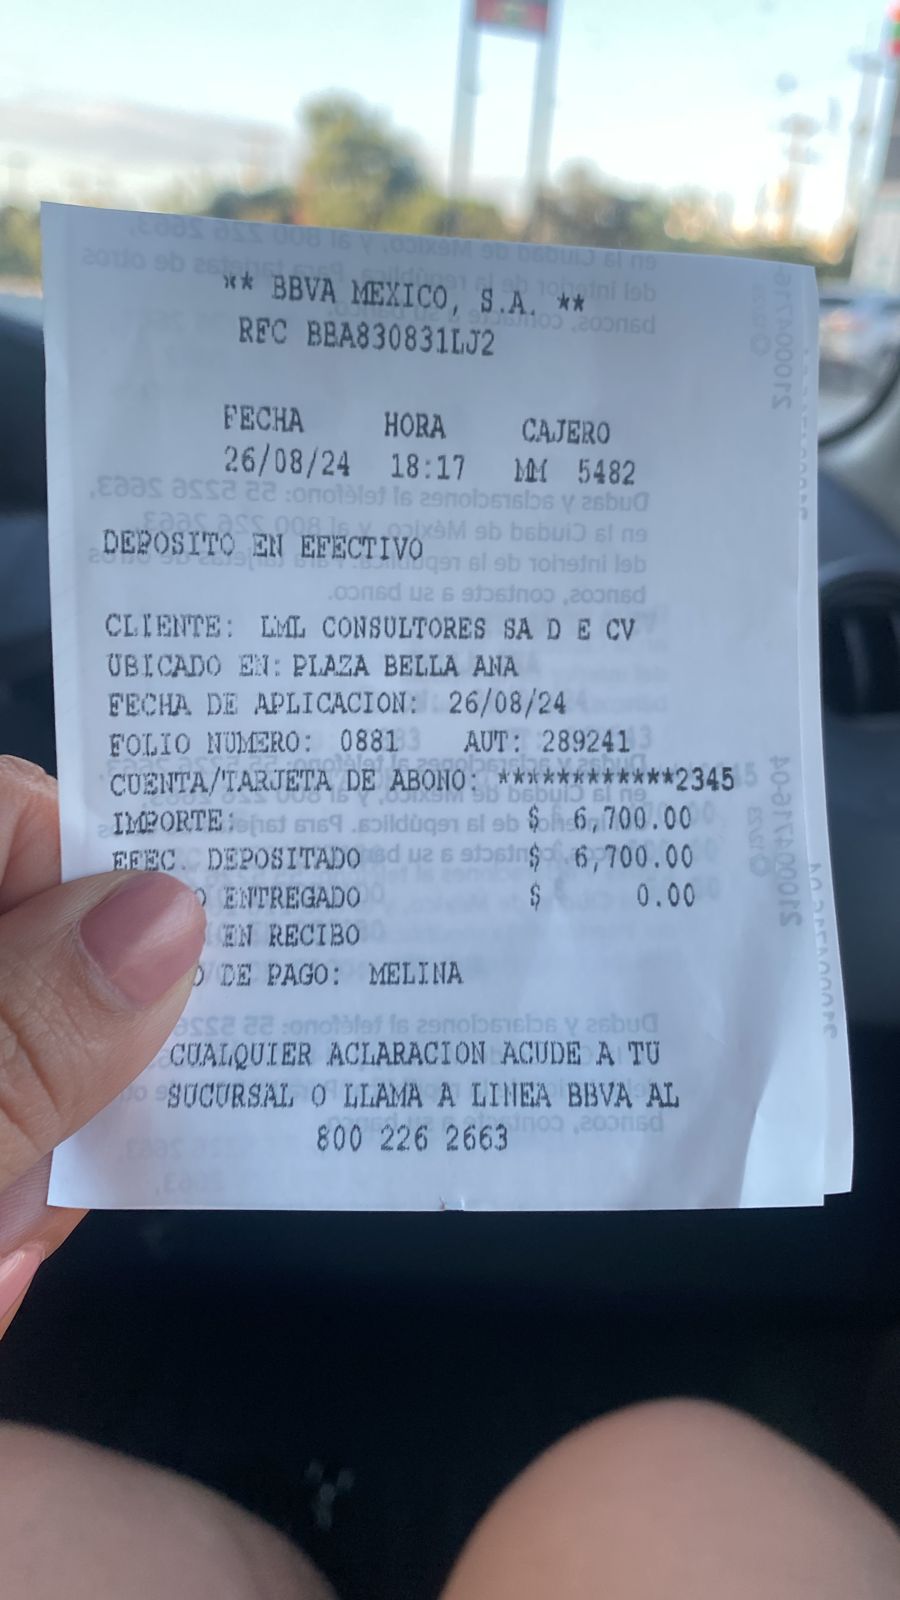 ** BBVA MEXICO, S.A. **
RFC BBA830831LJ2
FECHA HORA CAJERO
26/08/24 18:17 MM 5482
DEPOSITO EN EFECTIVO
CLIENTE: LML CONSULTORES SA D E CV
UBICADO EN: PLAZA BELLA ANA
FECHA DE APLICACION: 26/08/24
FOLIO NUMERO: 0881 AUT: 289241
CUENTA/TARJETA DE ABONO: ************2345
IMPORTE: $ 6,700.00
EFEC. DEPOSITADO $ 6,700.00
ENTREGADO $ 0.00
EN RECIBO
DE PAGO: MELINA
CUALQUIER ACLARACION ACUDE A TU
SUCURSAL O LLAMA A LINEA BBVA AL
800 226 2663